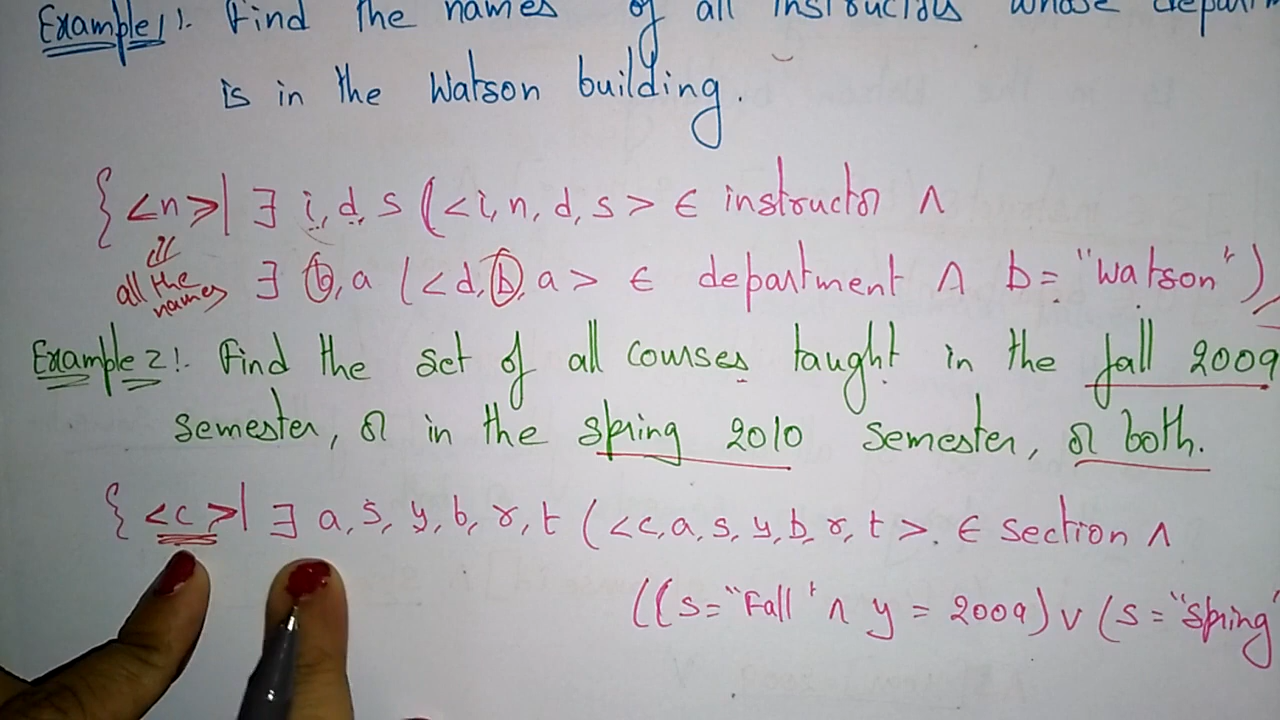 Example 1:- Find the names of all instructors whose
is in the Watson building.
{<n>| ∃ i, d, s (<i, n, d, s> ∈ instructor ∧
all the
names
∃ b, a (<d, b, a> ∈ department ∧ b = "Watson")
Example 2:- Find the set of all courses taught in the fall 2009
semester, or in the spring 2010 semester, or both.
{<c>| ∃ a, s, y, b, r, t (<c, a, s, y, b, r, t> ∈ section ∧
((s = "Fall" ∧ y = 2009) ∨ (s = "Spring"